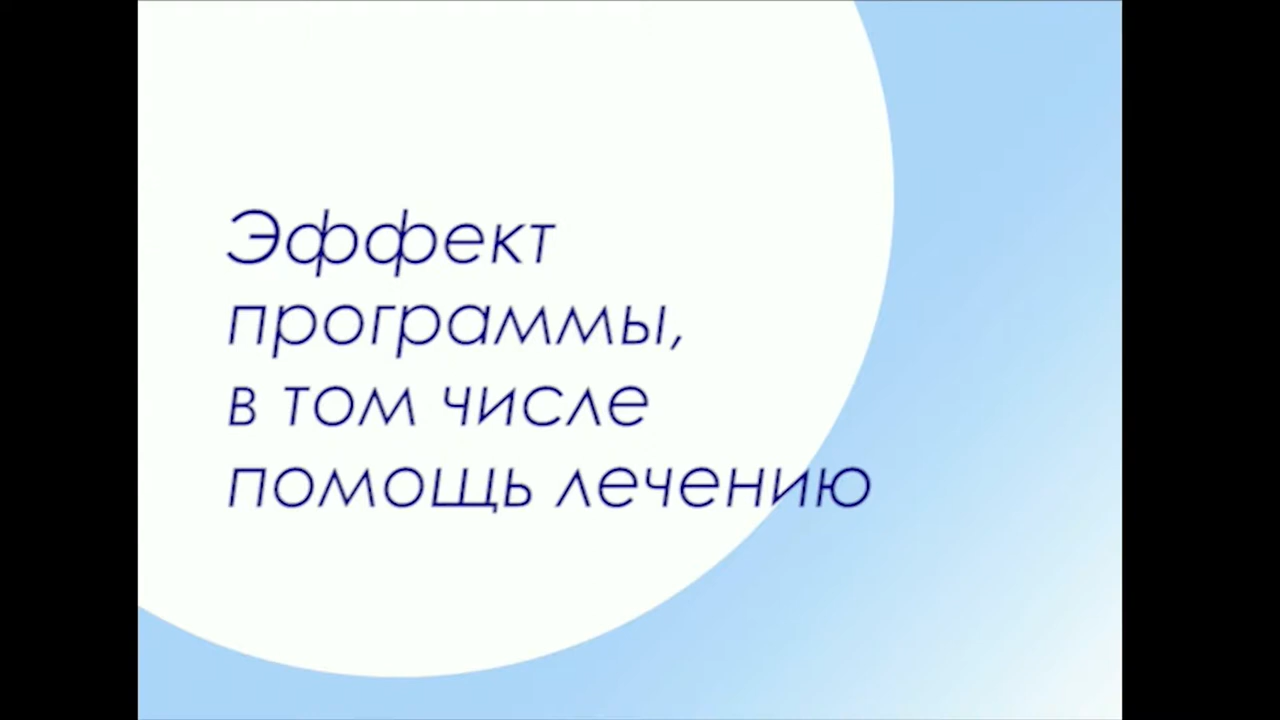 Эффект
программы,
в том числе
помощь лечению